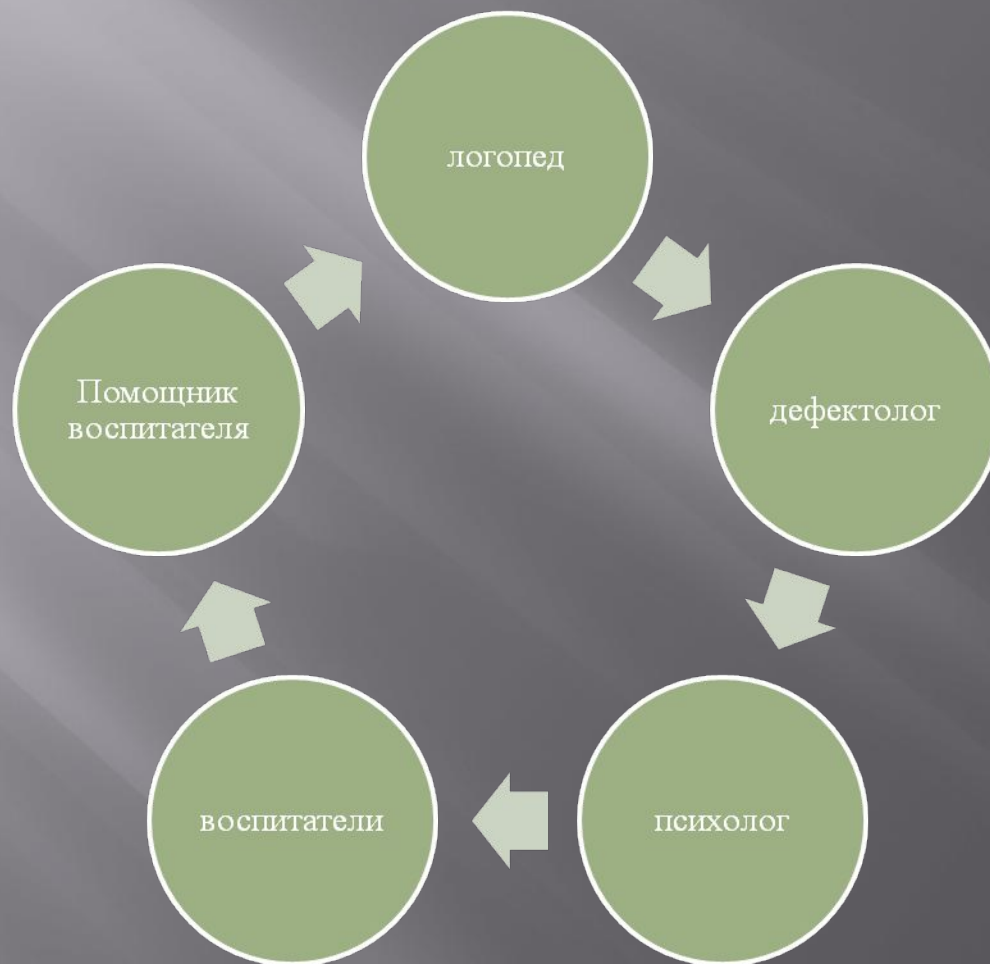 логопед
дефектолог
психолог
воспитатели
Помощник
воспитателя